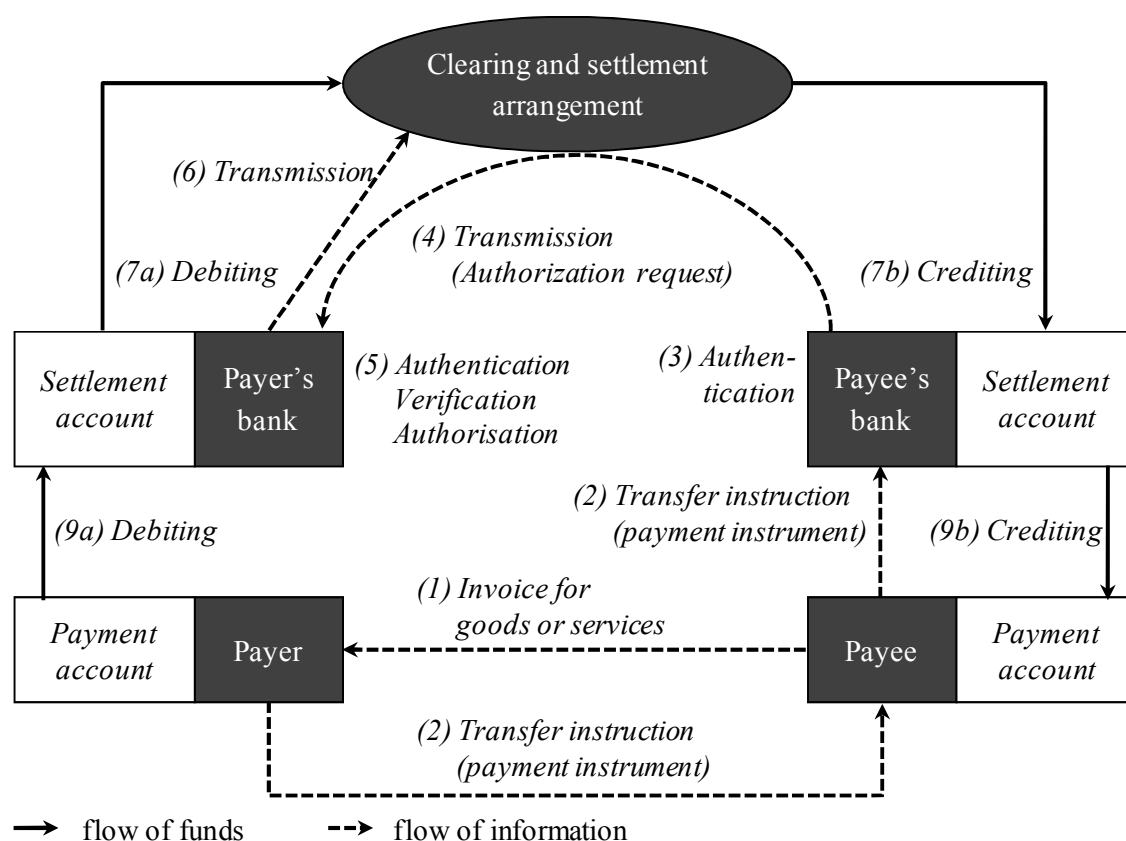 Clearing and settlement
arrangement
(6) Transmission
(4) Transmission
(Authorization request)
(7a) Debiting
(7b) Crediting
Settlement
account
Payer’s
bank
(5) Authentication
Verification
Authorisation
(3) Authen-
tication
Payee’s
bank
Settlement
account
(9a) Debiting
(2) Transfer instruction
(payment instrument)
(9b) Crediting
(1) Invoice for
goods or services
Payment
account
Payer
Payee
Payment
account
(2) Transfer instruction
(payment instrument)
flow of funds
flow of information